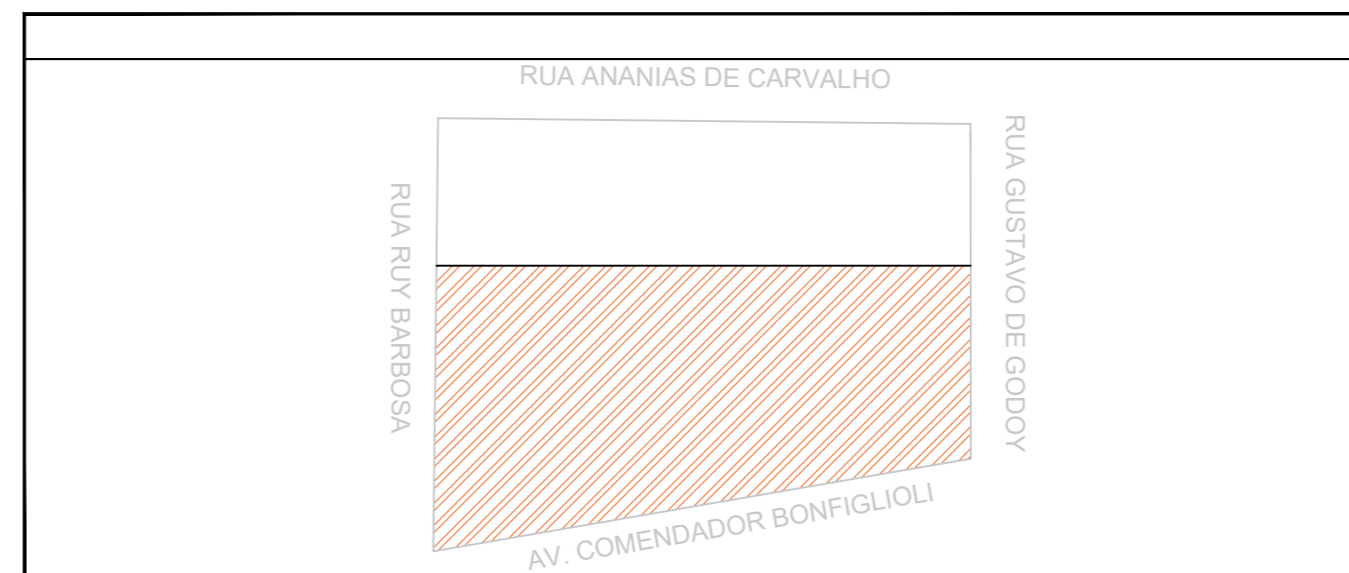 RUA ANANIAS DE CARVALHO
RUA RUY BARBOSA
RUA GUSTAVO DE GODOY
AV. COMENDADOR BONFIGLIOLI